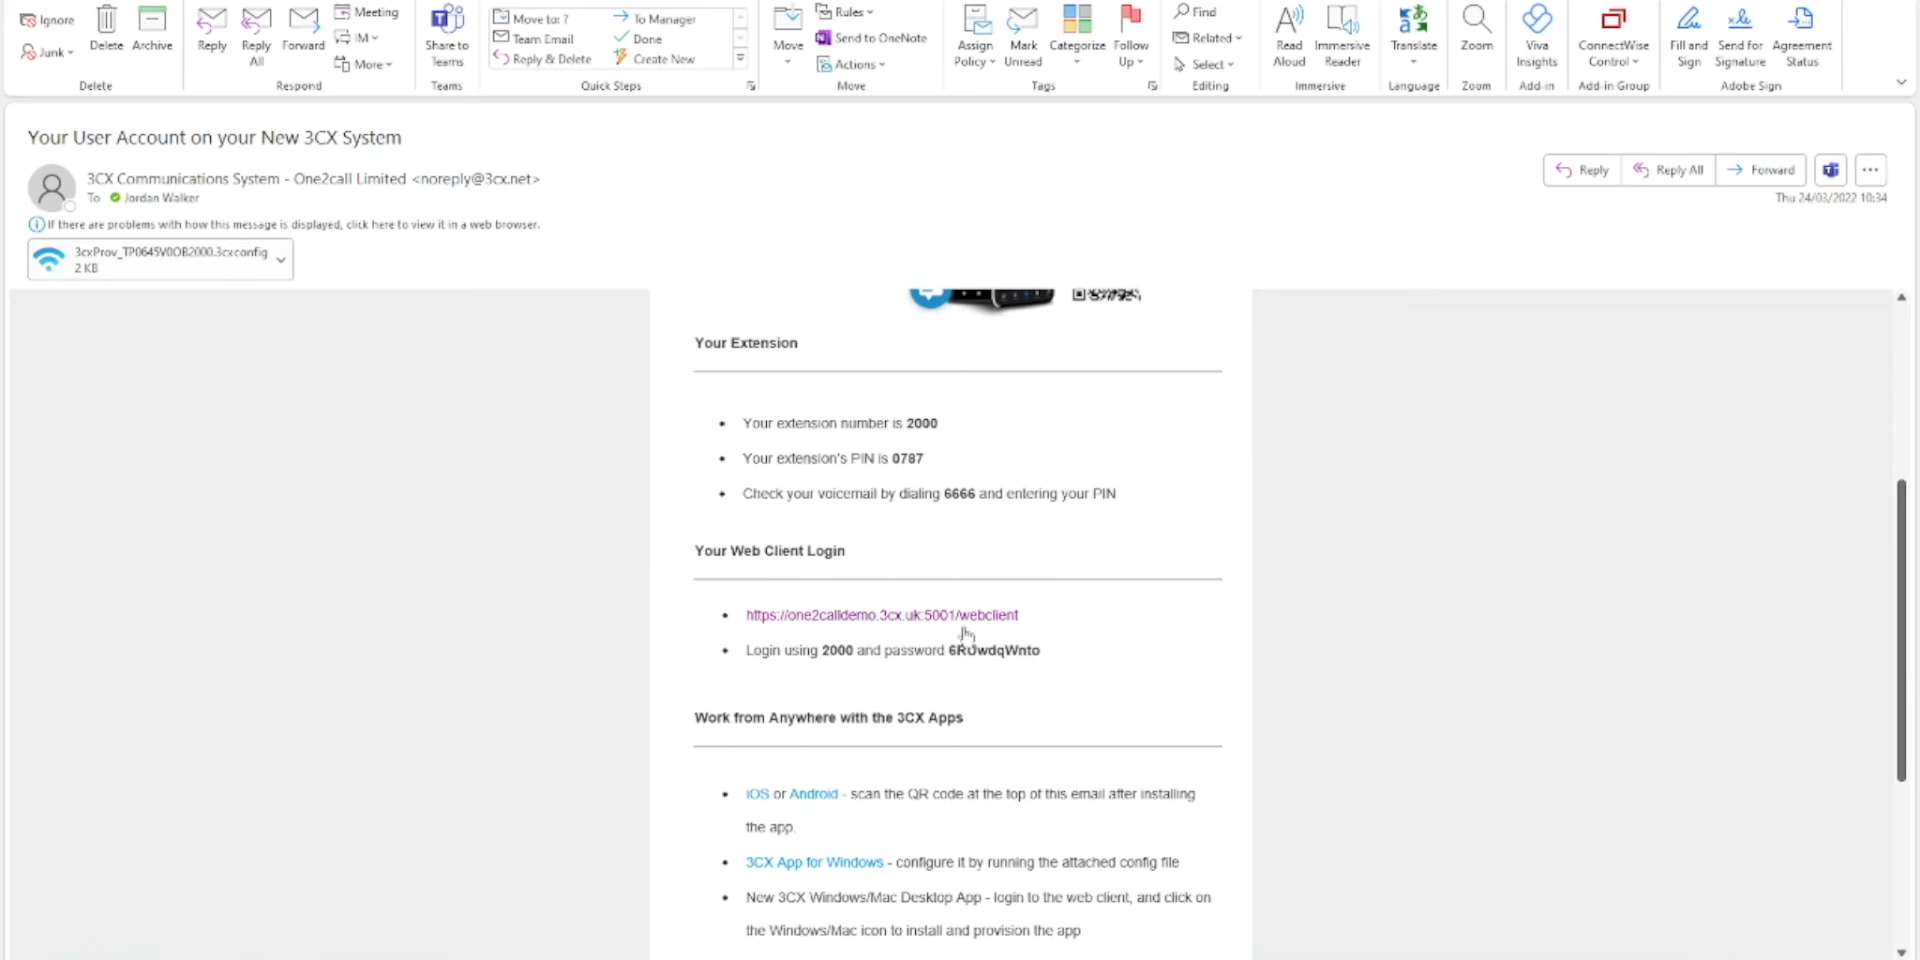 Ignore
Junk
Delete
Archive
Delete
Reply
Reply All
Forward
Meeting
IM
More
Respond
Share to Teams
Teams
Move to: ?
Team Email
Reply & Delete
To Manager
Done
Create New
Quick Steps
Move
Rules
Send to OneNote
Actions
Move
Assign Policy
Mark Unread
Categorize
Follow Up
Tags
Find
Related
Select
Editing
Read Aloud
Immersive Reader
Immersive
Translate
Language
Zoom
Zoom
Viva Insights
Add-in
ConnectWise Control
Add-in Group
Fill and Sign
Send for Signature
Agreement Status
Adobe Sign
Your User Account on your New 3CX System
3CX Communications System - One2call Limited <noreply@3cx.net>
To Jordan Walker
Reply
Reply All
Forward
Thu 24/03/2022 10:34
If there are problems with how this message is displayed, click here to view it in a web browser.
3cxProv_TP0645V0OB2000.3cxconfig
2 KB
Your Extension
• Your extension number is 2000
• Your extension's PIN is 0787
• Check your voicemail by dialing 6666 and entering your PIN
Your Web Client Login
• https://one2calldemo.3cx.uk:5001/webclient
• Login using 2000 and password
Work from Anywhere with the 3CX Apps
• iOS or Android - scan the QR code at the top of this email after installing
the app.
• 3CX App for Windows - configure it by running the attached config file
• New 3CX Windows/Mac Desktop App - login to the web client, and click on
the Windows/Mac icon to install and provision the app